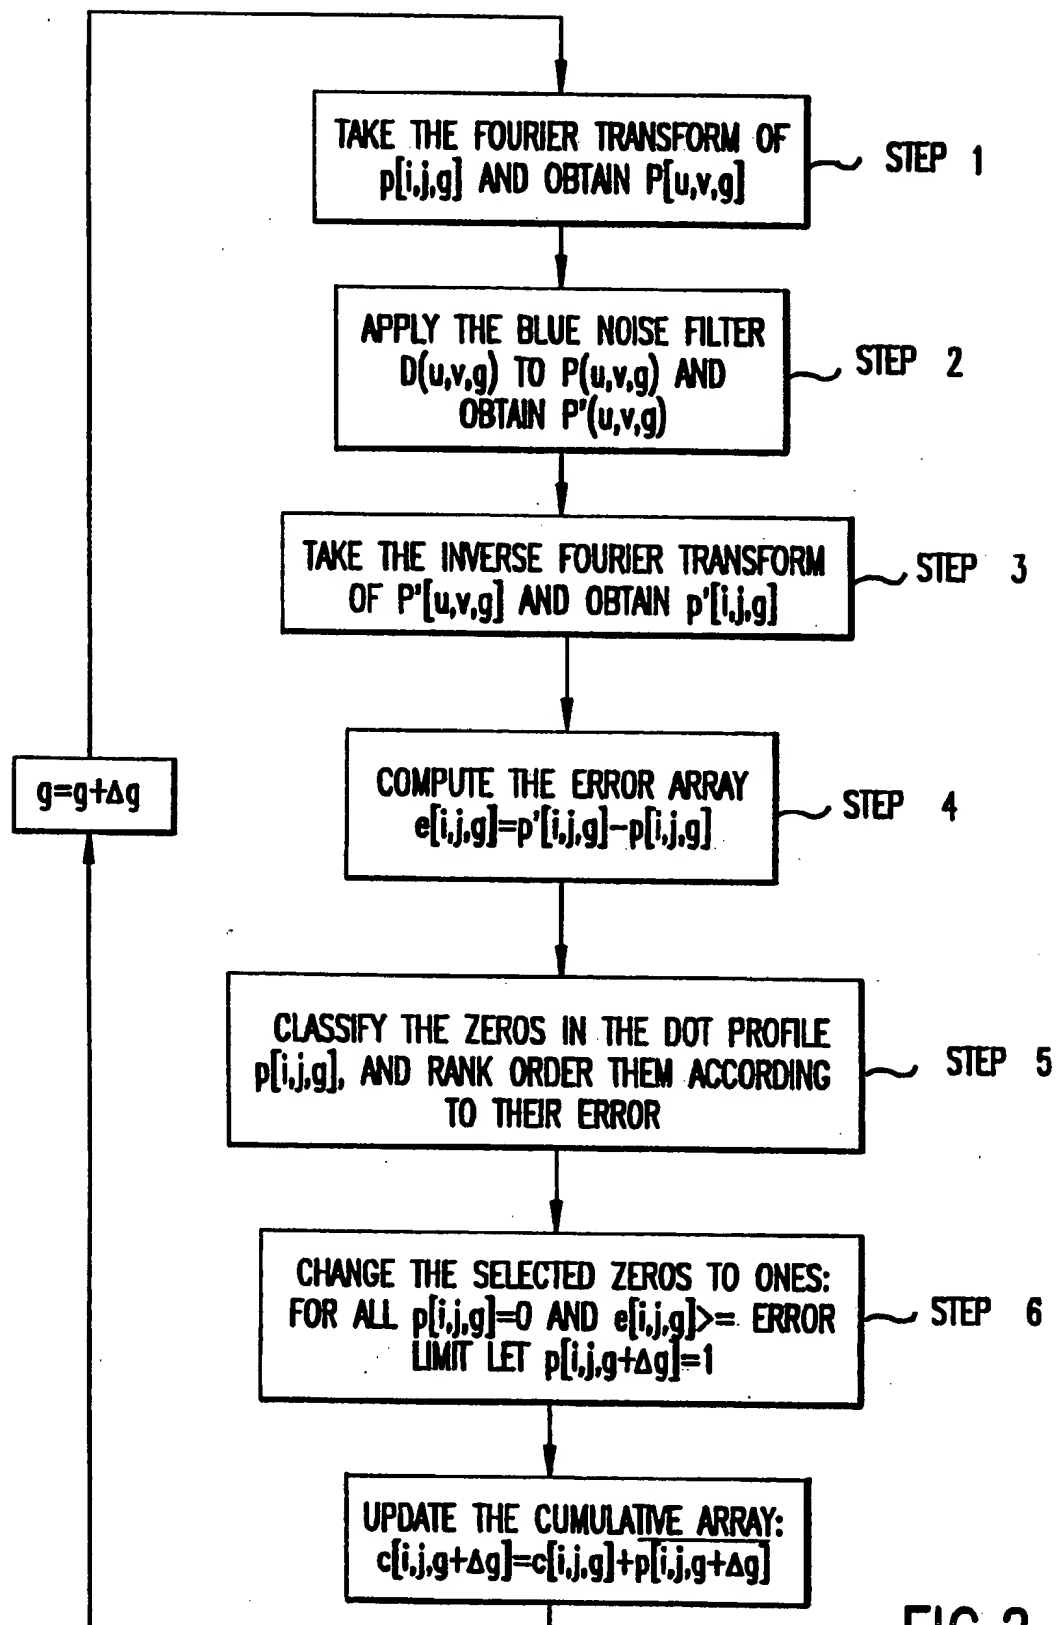 TAKE THE FOURIER TRANSFORM OF
p[i,j,g] AND OBTAIN P[u,v,g]
STEP 1
APPLY THE BLUE NOISE FILTER
D(u,v,g) TO P(u,v,g) AND
OBTAIN P'(u,v,g)
STEP 2
TAKE THE INVERSE FOURIER TRANSFORM
OF P'[u,v,g] AND OBTAIN p'[i,j,g]
STEP 3
g=g+Δg
COMPUTE THE ERROR ARRAY
e[i,j,g]=p'[i,j,g]-p[i,j,g]
STEP 4
CLASSIFY THE ZEROS IN THE DOT PROFILE
p[i,j,g], AND RANK ORDER THEM ACCORDING
TO THEIR ERROR
STEP 5
CHANGE THE SELECTED ZEROS TO ONES:
FOR ALL p[i,j,g]=0 AND e[i,j,g]>= ERROR
LIMIT LET p[i,j,g+Δg]=1
STEP 6
UPDATE THE CUMULATIVE ARRAY:
c[i,j,g+Δg]=c[i,j,g]+p̅[̅i̅,̅j̅,̅g̅+̅Δ̅g̅]̅